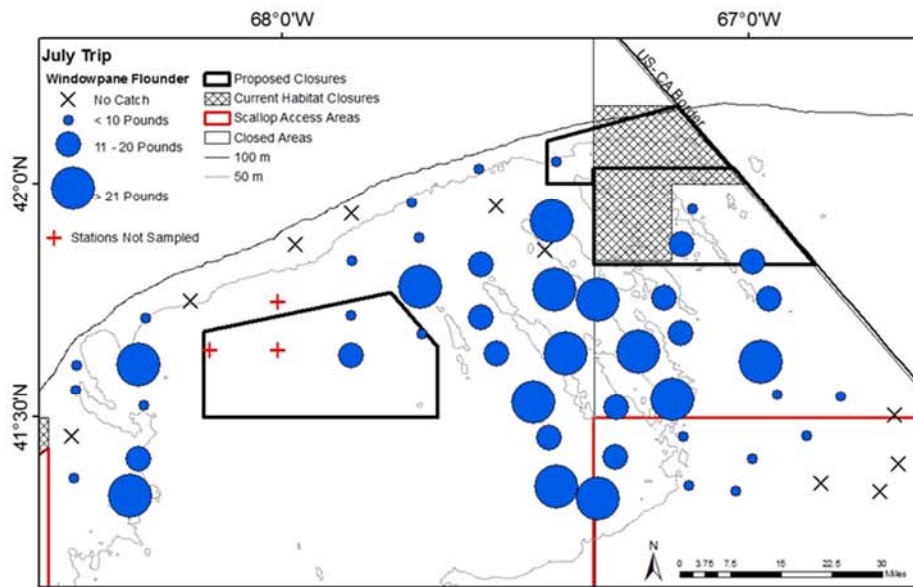 68°0'W 67°0'W
July Trip
Windowpane Flounder
No Catch
< 10 Pounds
11 - 20 Pounds
> 21 Pounds
Stations Not Sampled
Proposed Closures
Current Habitat Closures
Scallop Access Areas
Closed Areas
100 m
50 m
US- CA Border
42°0'N
41°30'N
N
0 3.75 7.5 15 22.5 30
Miles